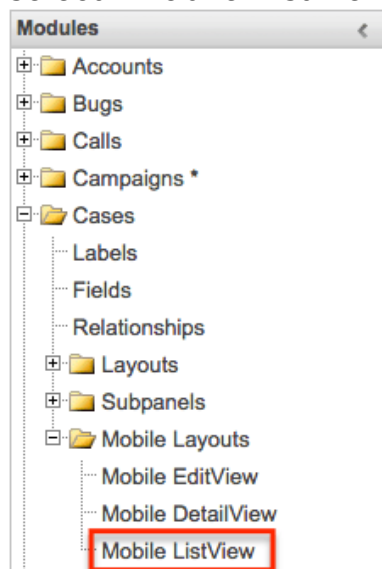 Modules
Accounts
Bugs
Calls
Campaigns *
Cases
Labels
Fields
Relationships
Layouts
Subpanels
Mobile Layouts
Mobile EditView
Mobile DetailView
Mobile ListView